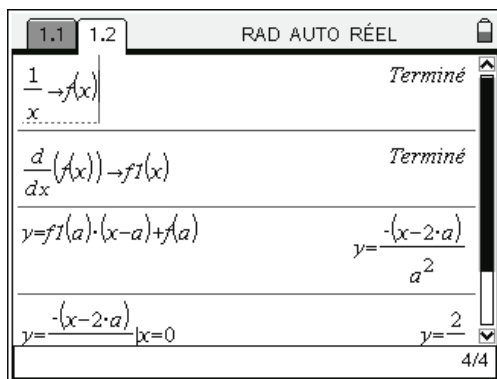 1.1 1.2 RAD AUTO RÉEL
1/x→f(x) Terminé
d/dx(f(x))→f1(x) Terminé
y=f1(a)·(x−a)+f(a) y=-(x−2·a)/a^2
y=-(x−2·a)/|x=0 y=2/
4/4